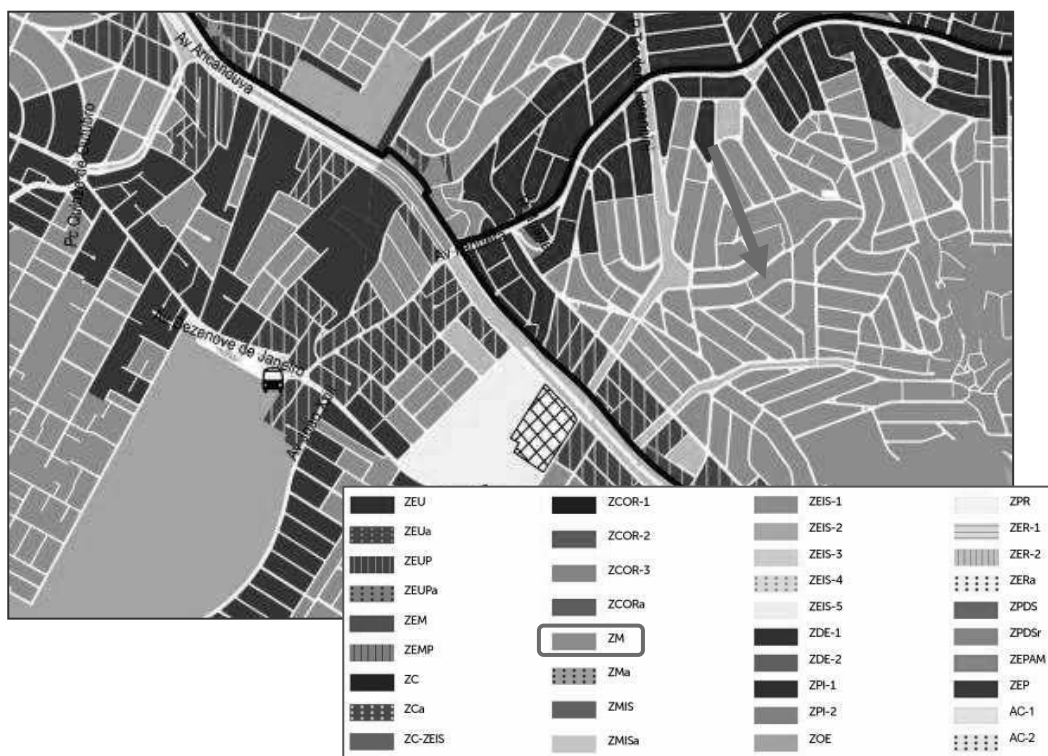 Av Aricanduva
Av Dezenove de Janeiro
ZEU
ZEUa
ZEUP
ZEUPa
ZEM
ZEMP
ZC
ZCa
ZC-ZEIS
ZCOR-1
ZCOR-2
ZCOR-3
ZCORa
ZM
ZMa
ZMIS
ZMISa
ZEIS-1
ZEIS-2
ZEIS-3
ZEIS-4
ZEIS-5
ZDE-1
ZDE-2
ZPI-1
ZPI-2
ZOE
ZPR
ZER-1
ZER-2
ZERa
ZPDS
ZPDSr
ZEPAM
ZEP
AC-1
AC-2